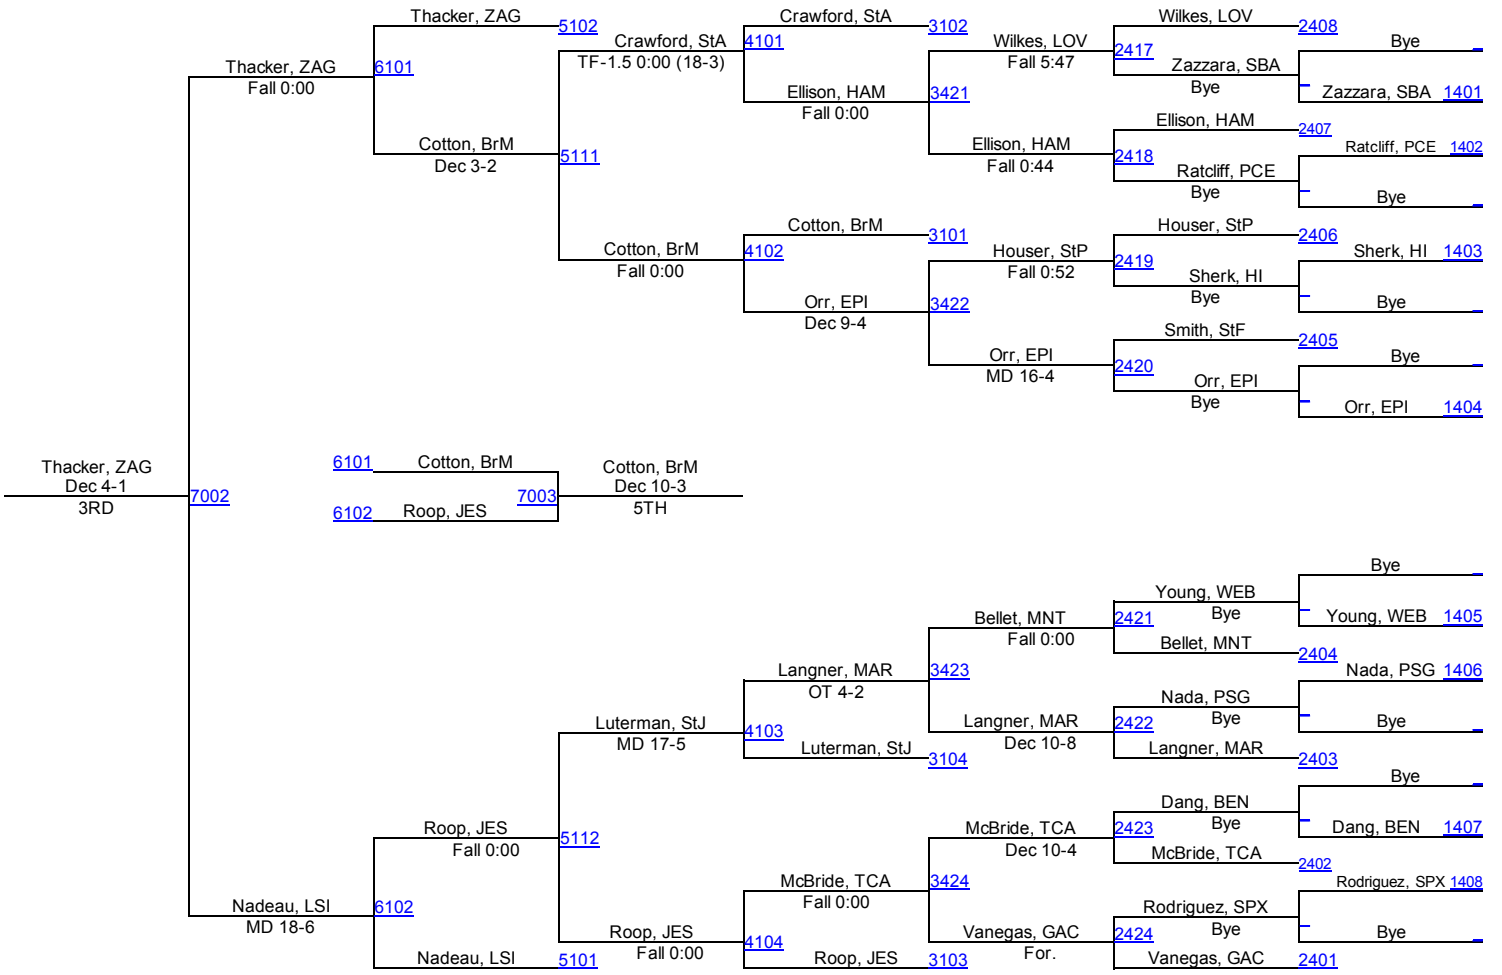 Thacker, ZAG 5102
Crawford, StA 3102
Wilkes, LOV 2408
Crawford, StA 4101
Wilkes, LOV 2417
Bye
TF-1.5 0:00 (18-3)
Fall 5:47
Thacker, ZAG 6101
Zazzara, SBA
Fall 0:00
Bye
Ellison, HAM 3421
Zazzara, SBA 1401
Fall 0:00
Ellison, HAM 2407
Cotton, BrM 5111
Ellison, HAM 2418
Ratcliff, PCE 1402
Dec 3-2
Fall 0:44
Ratcliff, PCE
Bye
Bye
Cotton, BrM 3101
Houser, StP 2406
Cotton, BrM 4102
Houser, StP 2419
Sherk, HI 1403
Fall 0:00
Fall 0:52
Sherk, HI
Bye
Orr, EPI 3422
Bye
Dec 9-4
Smith, StF 2405
Orr, EPI 2420
Bye
MD 16-4
Orr, EPI
Bye
Orr, EPI 1404
Thacker, ZAG
6101 Cotton, BrM
Cotton, BrM
Dec 4-1
Dec 10-3
7002
7003
3RD
6102 Roop, JES
5TH
Bye
Young, WEB
Bellet, MNT 2421
Bye
Young, WEB 1405
Fall 0:00
Bellet, MNT 2404
Langner, MAR 3423
Nada, PSG 1406
OT 4-2
Nada, PSG
Luterman, StJ 4103
Langner, MAR 2422
Bye
Bye
MD 17-5
Dec 10-8
Luterman, StJ 3104
Langner, MAR 2403
Bye
Dang, BEN
Roop, JES 5112
McBride, TCA 2423
Bye
Dang, BEN 1407
Fall 0:00
Dec 10-4
McBride, TCA 2402
McBride, TCA 3424
Rodriguez, SPX 1408
Fall 0:00
Nadeau, LSI 6102
Rodriguez, SPX
MD 18-6
Roop, JES 4104
Vanegas, GAC 2424
Bye
Bye
Fall 0:00
For.
Nadeau, LSI 5101
Roop, JES 3103
Vanegas, GAC 2401